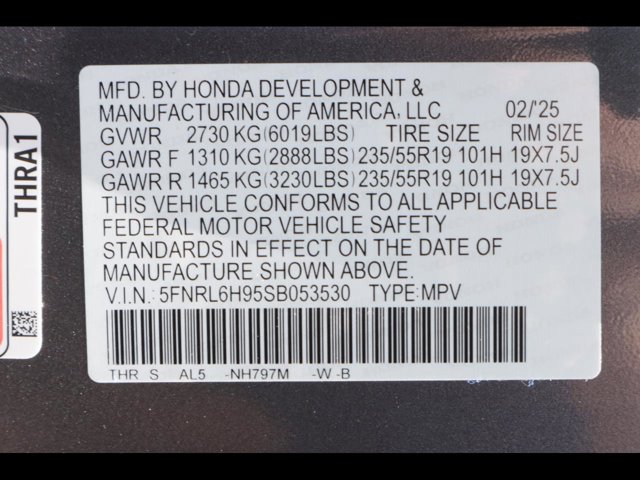 MFD. BY HONDA DEVELOPMENT &
MANUFACTURING OF AMERICA, LLC 02/'25
GVWR 2730 KG(6019LBS) TIRE SIZE RIM SIZE
GAWR F 1310 KG(2888LBS) 235/55R19 101H 19X7.5J
GAWR R 1465 KG(3230LBS) 235/55R19 101H 19X7.5J
THIS VEHICLE CONFORMS TO ALL APPLICABLE
FEDERAL MOTOR VEHICLE SAFETY
STANDARDS IN EFFECT ON THE DATE OF
MANUFACTURE SHOWN ABOVE.
V.I.N.: 5FNRL6H95SB053530 TYPE:MPV
THR S AL5 -NH797M -W -B
THRA1